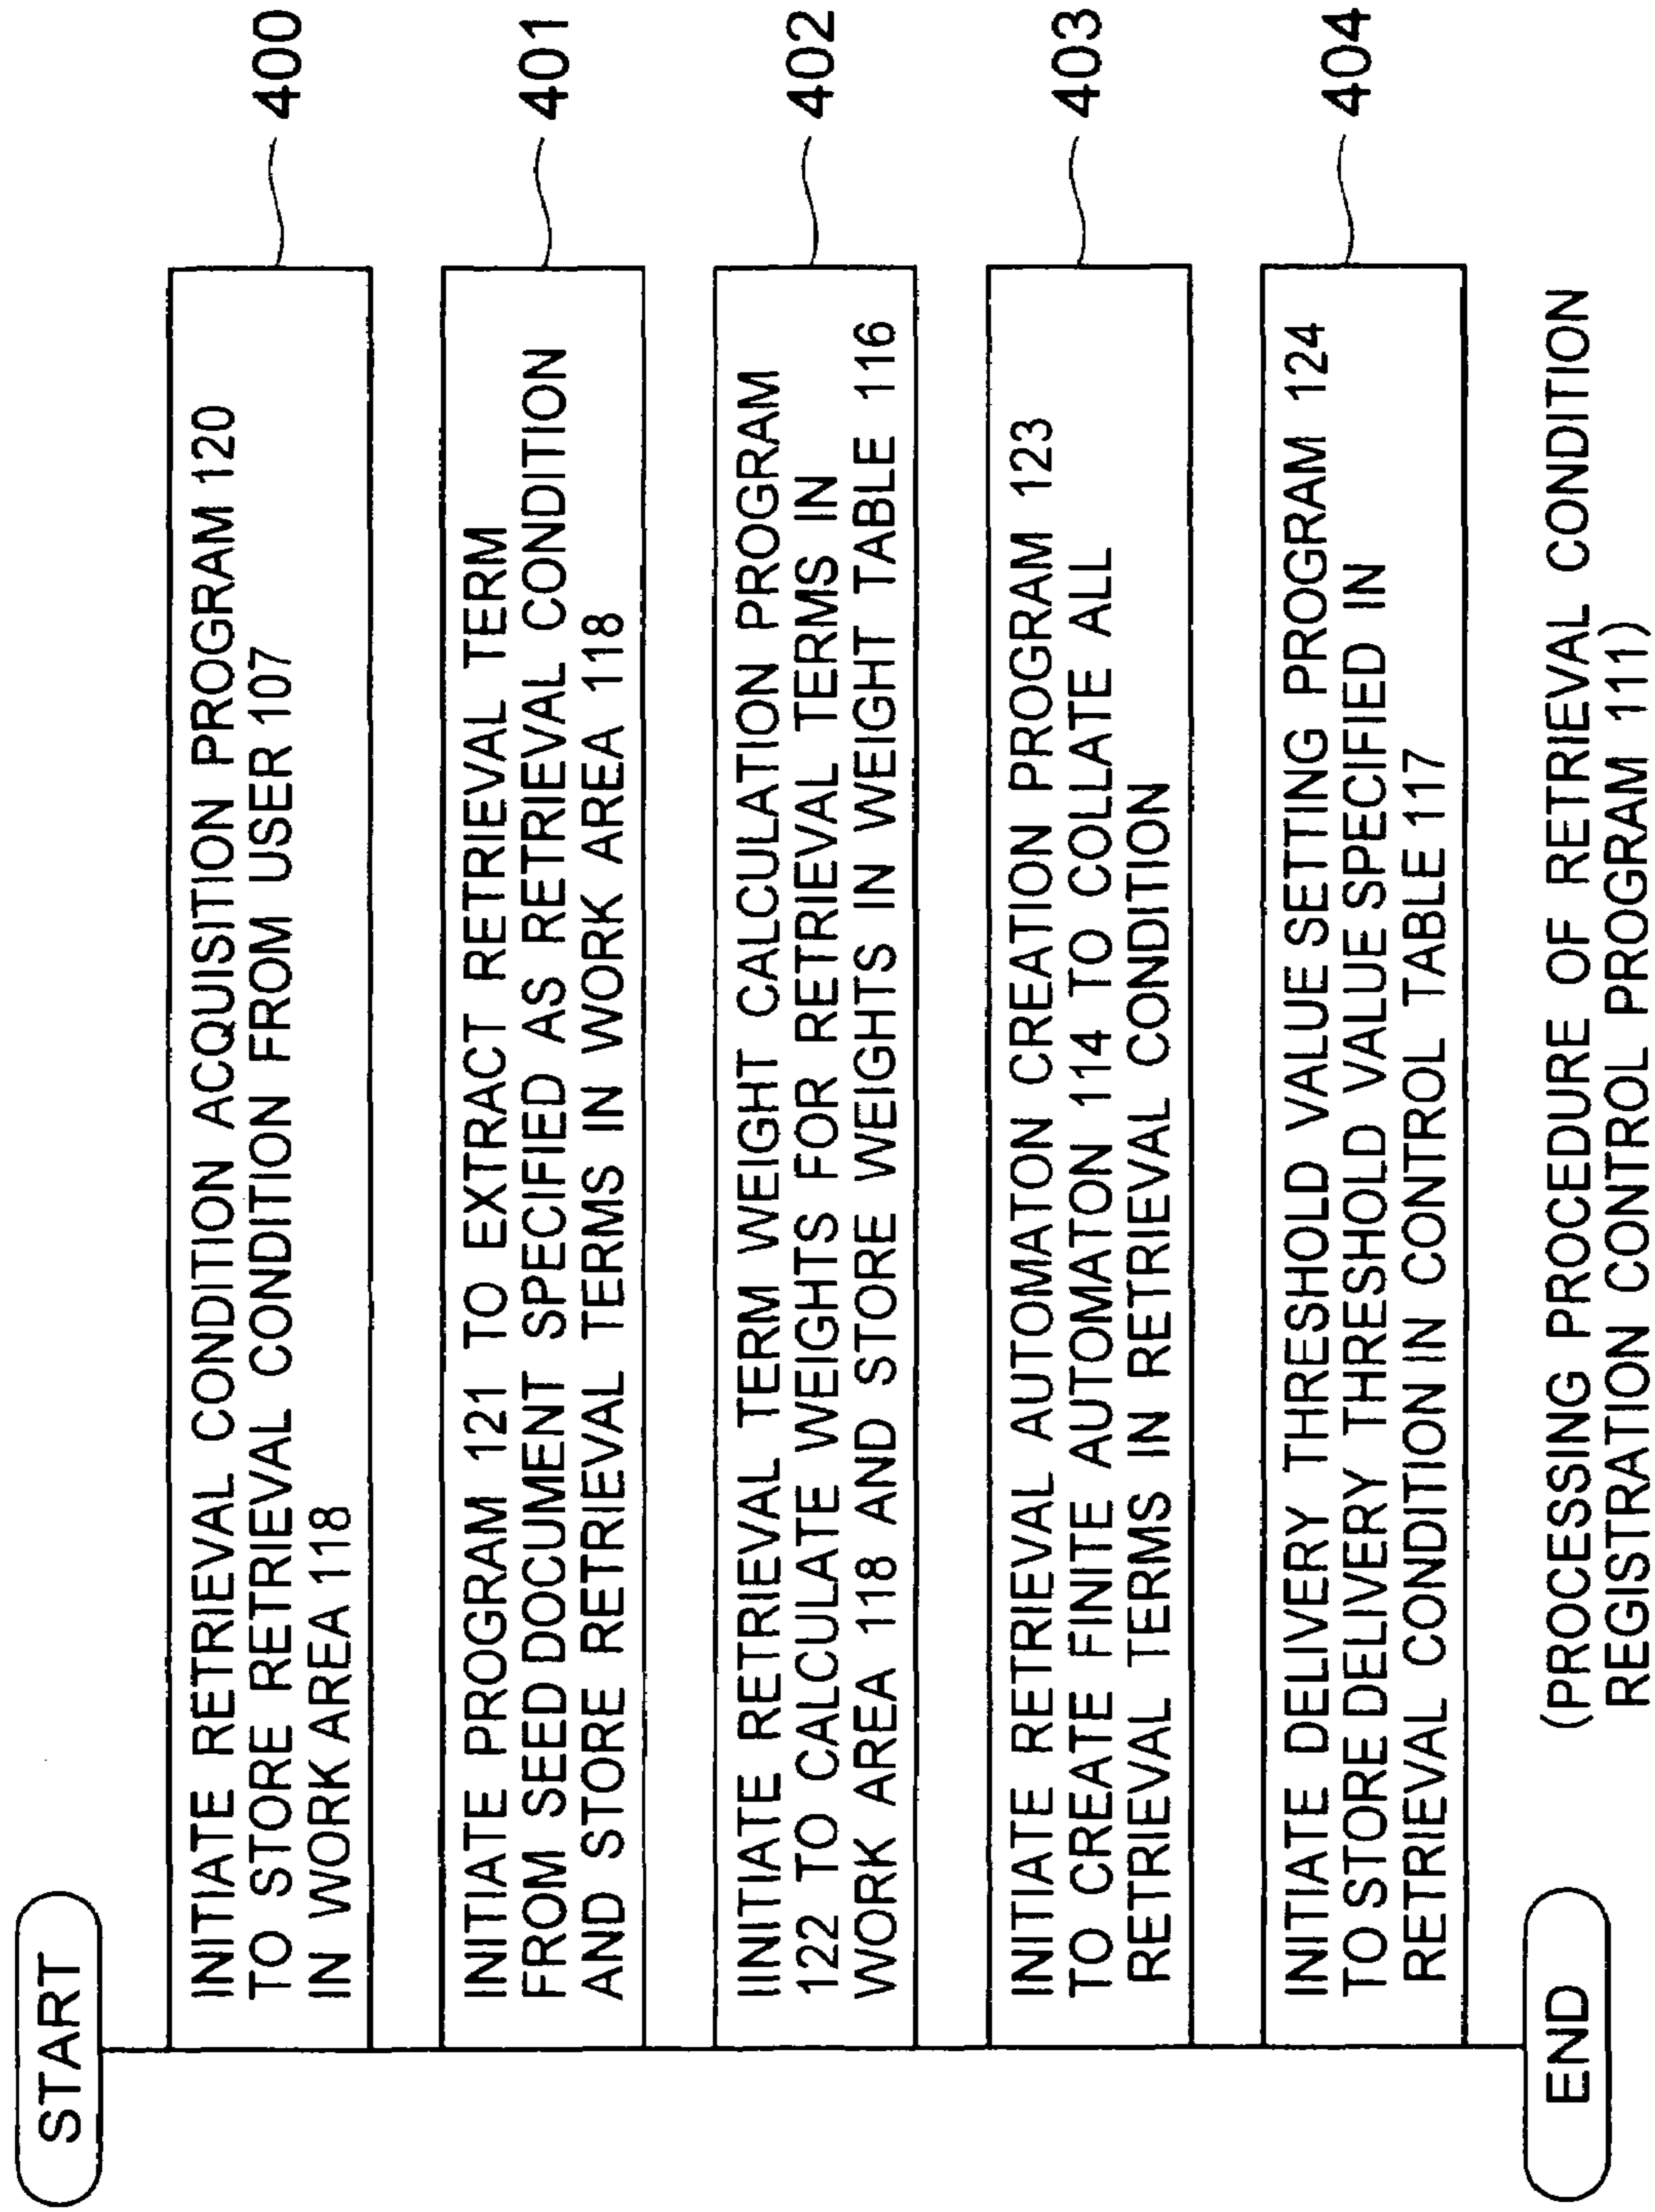 START
INITIATE RETRIEVAL CONDITION ACQUISITION PROGRAM 120
TO STORE RETRIEVAL CONDITION FROM USER 107
IN WORK AREA 118
400
INITIATE PROGRAM 121 TO EXTRACT RETRIEVAL TERM
FROM SEED DOCUMENT SPECIFIED AS RETRIEVAL CONDITION
AND STORE RETRIEVAL TERMS IN WORK AREA 118
401
IINITIATE RETRIEVAL TERM WEIGHT CALCULATION PROGRAM
122 TO CALCULATE WEIGHTS FOR RETRIEVAL TERMS IN
WORK AREA 118 AND STORE WEIGHTS IN WEIGHT TABLE 116
402
INITIATE RETRIEVAL AUTOMATON CREATION PROGRAM 123
TO CREATE FINITE AUTOMATON 114 TO COLLATE ALL
RETRIEVAL TERMS IN RETRIEVAL CONDITION
403
INITIATE DELIVERY THRESHOLD VALUE SETTING PROGRAM 124
TO STORE DELIVERY THRESHOLD VALUE SPECIFIED IN
RETRIEVAL CONDITION IN CONTROL TABLE 117
404
END
(PROCESSING PROCEDURE OF RETRIEVAL CONDITION
REGISTRATION CONTROL PROGRAM 111)